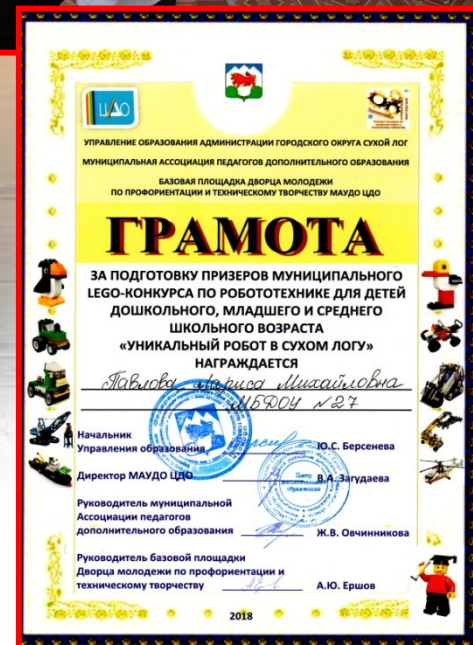 ЦДО
УПРАВЛЕНИЕ ОБРАЗОВАНИЯ АДМИНИСТРАЦИИ ГОРОДСКОГО ОКРУГА СУХОЙ ЛОГ
МУНИЦИПАЛЬНАЯ АССОЦИАЦИЯ ПЕДАГОГОВ ДОПОЛНИТЕЛЬНОГО ОБРАЗОВАНИЯ
БАЗОВАЯ ПЛОЩАДКА ДВОРЦА МОЛОДЕЖИ
ПО ПРОФОРИЕНТАЦИИ И ТЕХНИЧЕСКОМУ ТВОРЧЕСТВУ МАУДО ЦДО
ГРАМОТА
ЗА ПОДГОТОВКУ ПРИЗЕРОВ МУНИЦИПАЛЬНОГО
LEGO-КОНКУРСА ПО РОБОТОТЕХНИКЕ ДЛЯ ДЕТЕЙ
ДОШКОЛЬНОГО, МЛАДШЕГО И СРЕДНЕГО
ШКОЛЬНОГО ВОЗРАСТА
«УНИКАЛЬНЫЙ РОБОТ В СУХОМ ЛОГУ»
НАГРАЖДАЕТСЯ
Павлова Лариса Михайловна
МБДОУ №27
Начальник
Управления образования Ю.С. Берсенева
Директор МАУДО ЦДО В.А. Загудаева
Руководитель муниципальной
Ассоциации педагогов
дополнительного образования Ж.В. Овчинникова
Руководитель базовой площадки
Дворца молодежи по профориентации и
техническому творчеству А.Ю. Ершов
2018